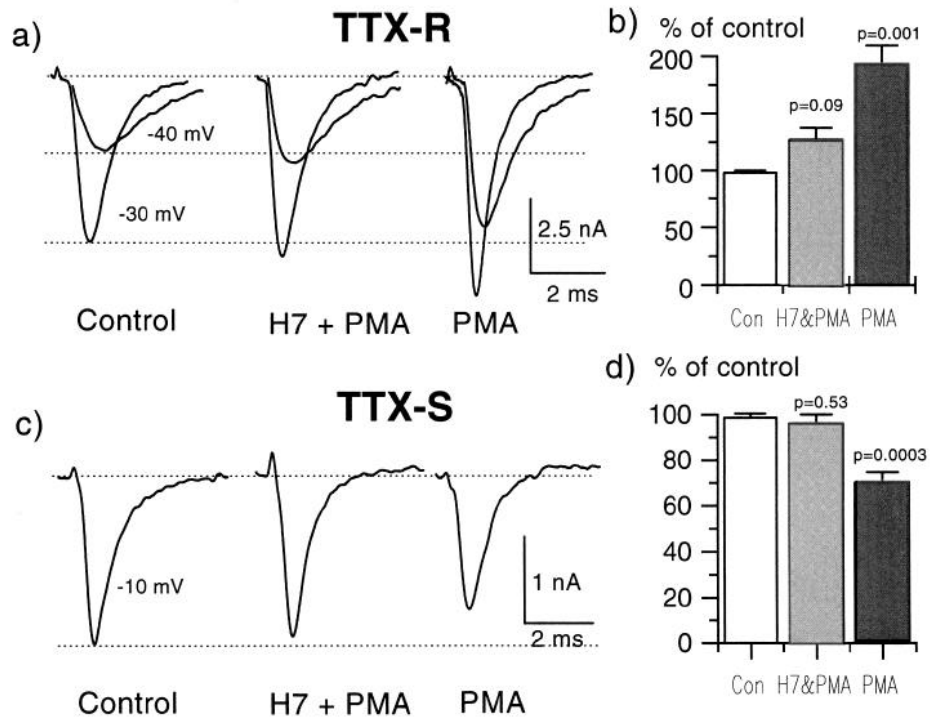 a)
TTX-R
-40 mV
-30 mV
2.5 nA
2 ms
Control
H7 + PMA
PMA
b)
% of control
200
150
100
50
0
p=0.09
p=0.001
Con
H7&PMA
PMA
c)
TTX-S
-10 mV
1 nA
2 ms
Control
H7 + PMA
PMA
d)
% of control
100
80
60
40
20
0
p=0.53
p=0.0003
Con
H7&PMA
PMA